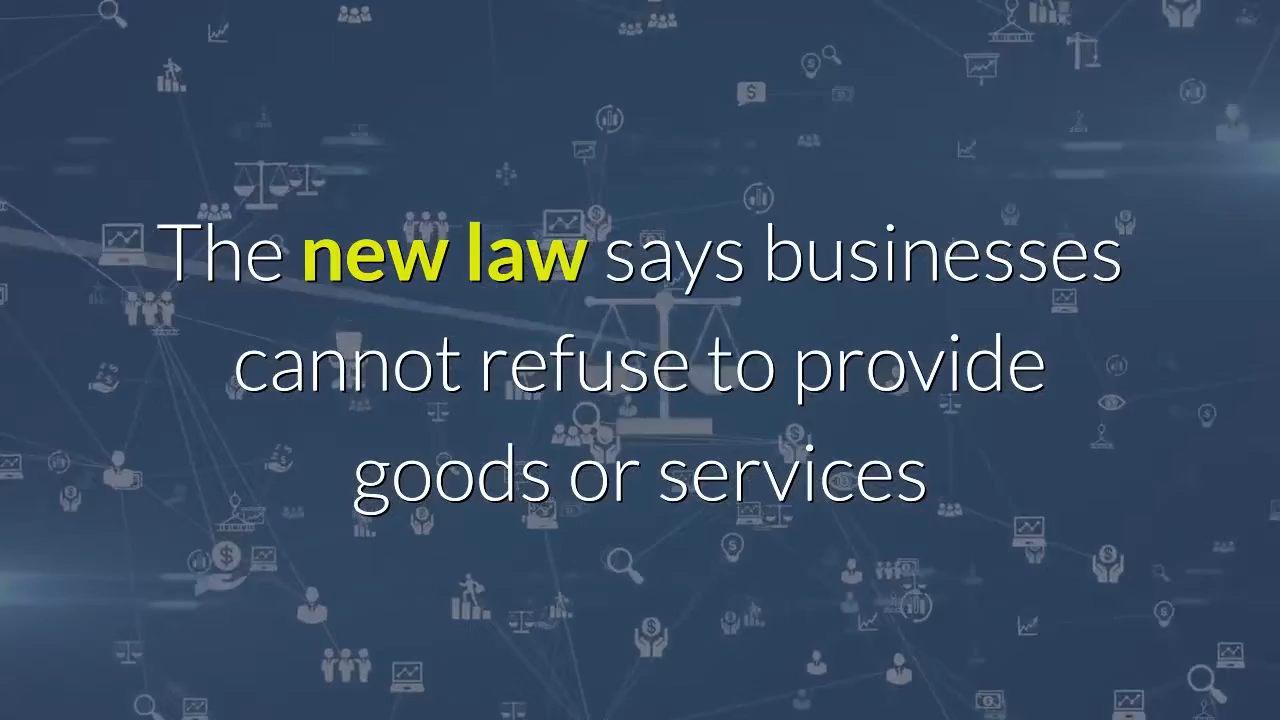 The new law says businesses
cannot refuse to provide
goods or services